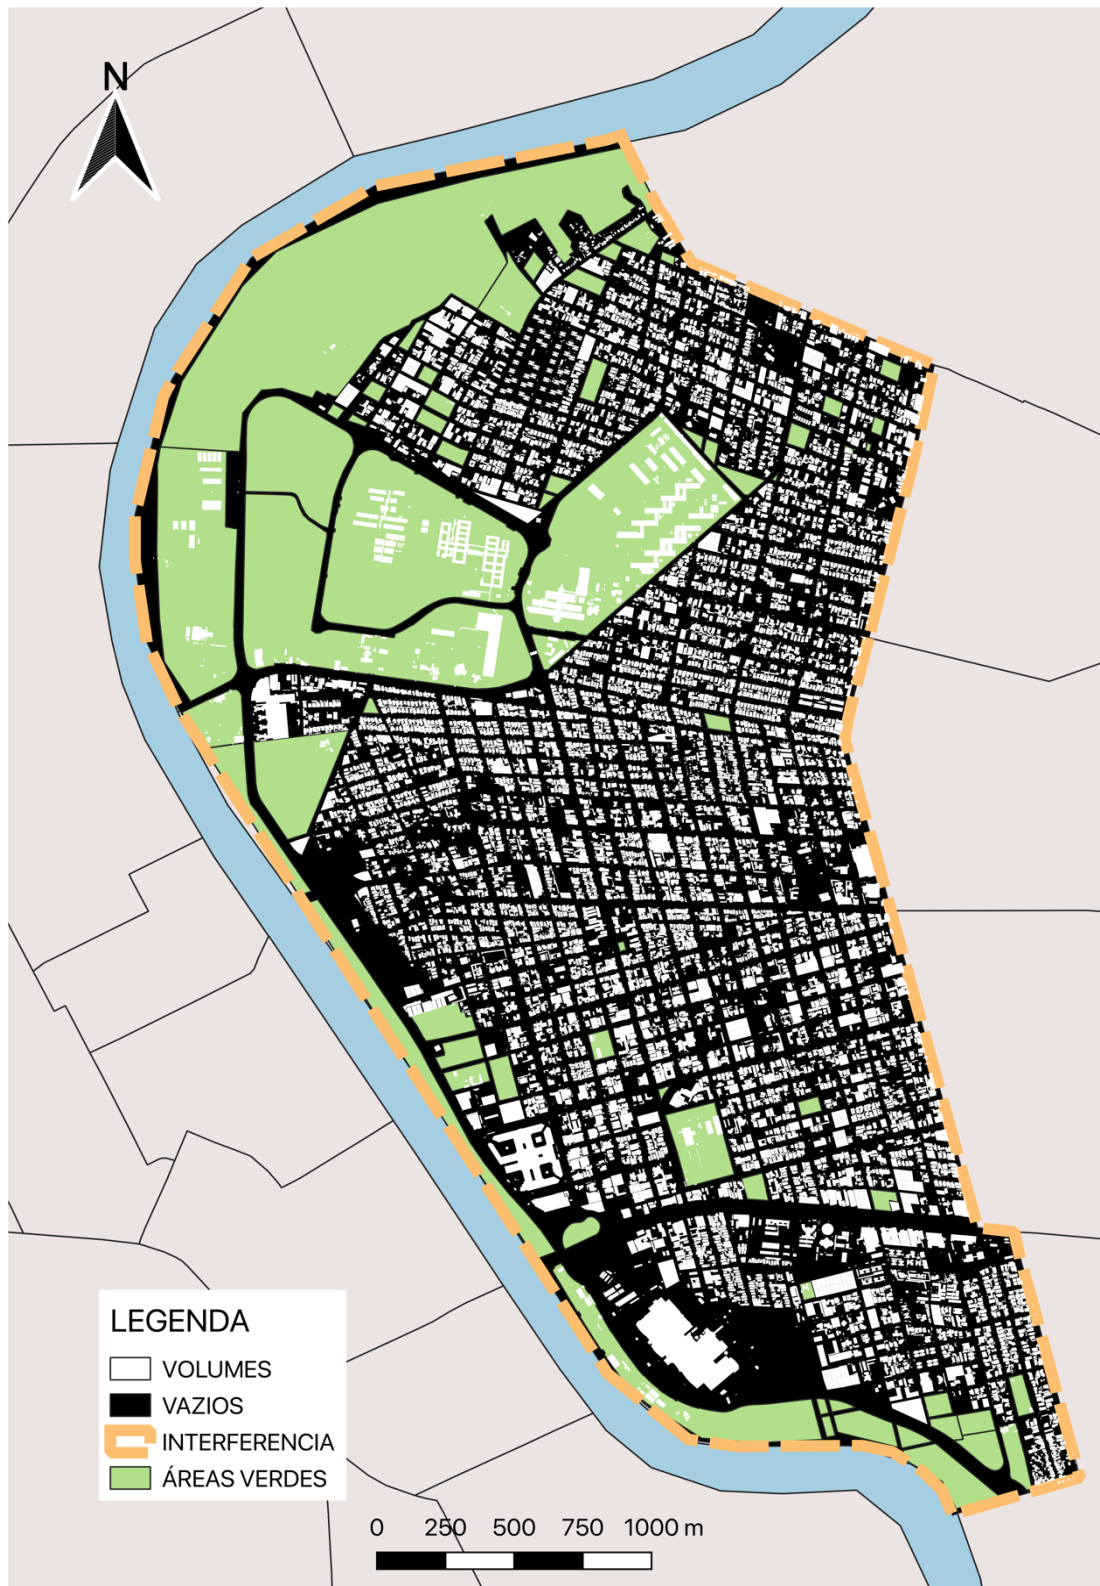 N
LEGENDA
VOLUMES
VAZIOS
INTERFERENCIA
ÁREAS VERDES
0 250 500 750 1000 m